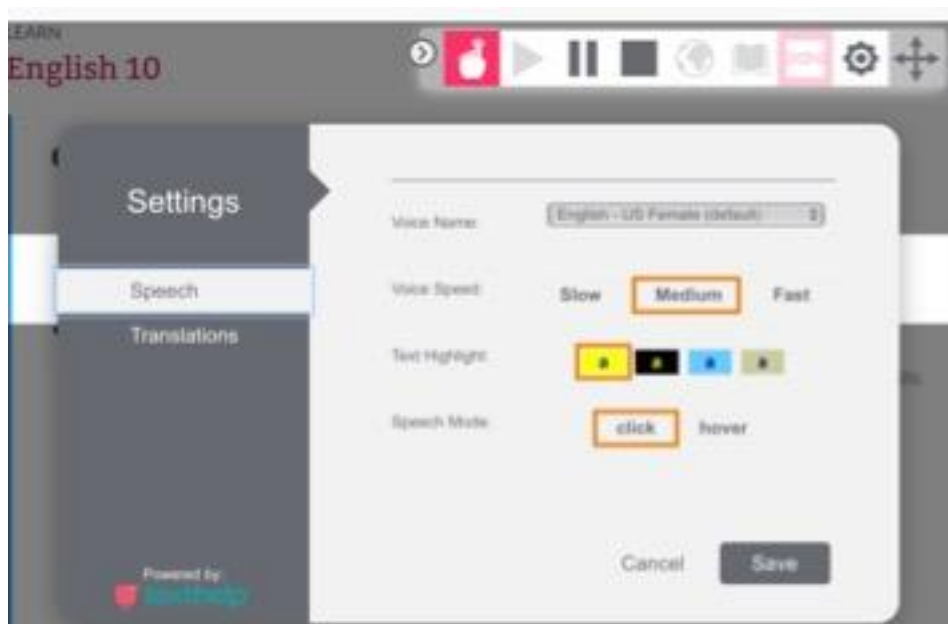 LEARN
English 10
Settings
Speech
Translations
Voice Name:
English - US Female (default)
Voice Speed:
Slow Medium Fast
Text Highlight:
a a a a
Speech Mode:
click hover
Cancel Save
Powered by:
texthelp